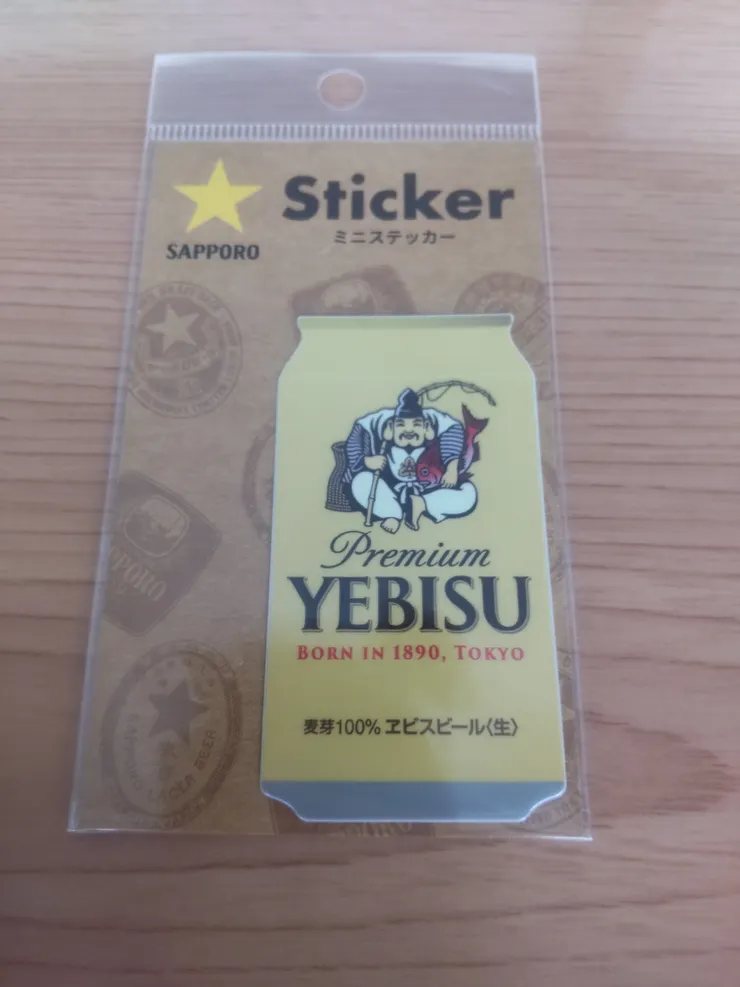 Sticker
ミニステッカー
SAPPORO
Premium
YEBISU
BORN IN 1890, TOKYO
麦芽100% ヱビスビール〈生〉